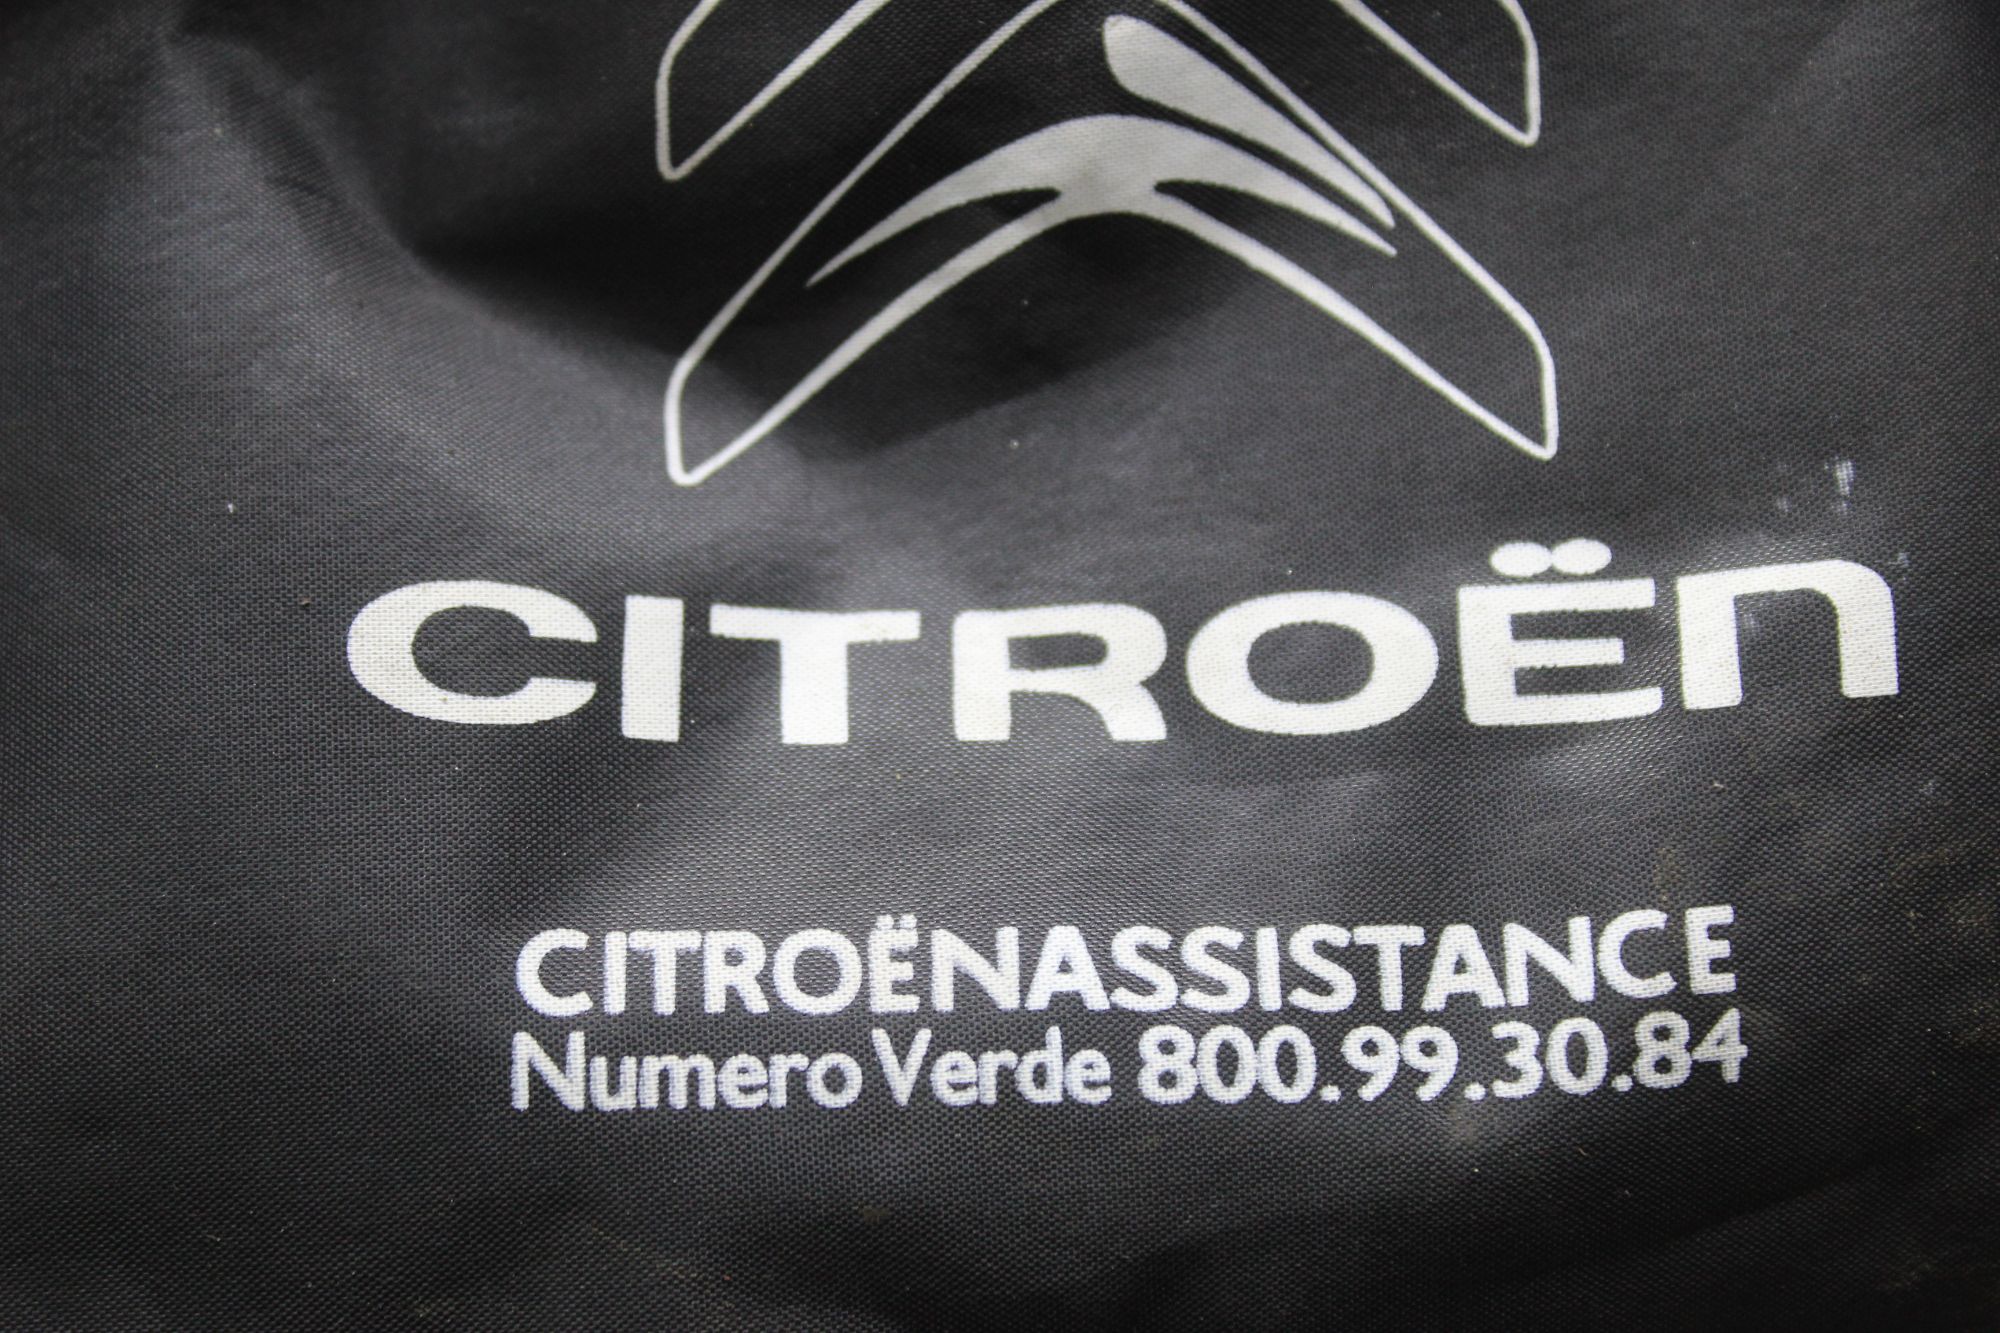 CITROËn
CITROËNASSISTANCE
Numero Verde 800.99.30.84